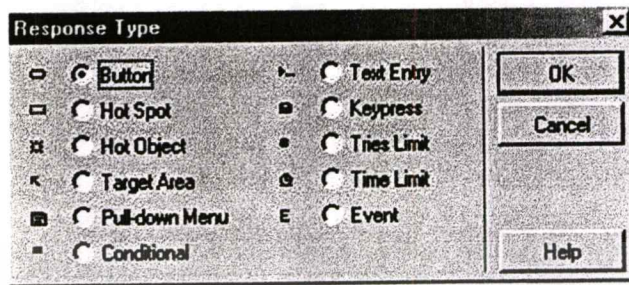 Response Type
Button
Hot Spot
Hot Object
Target Area
Pull-down Menu
Conditional
Text Entry
Keypress
Tries Limit
Time Limit
E Event
OK
Cancel
Help